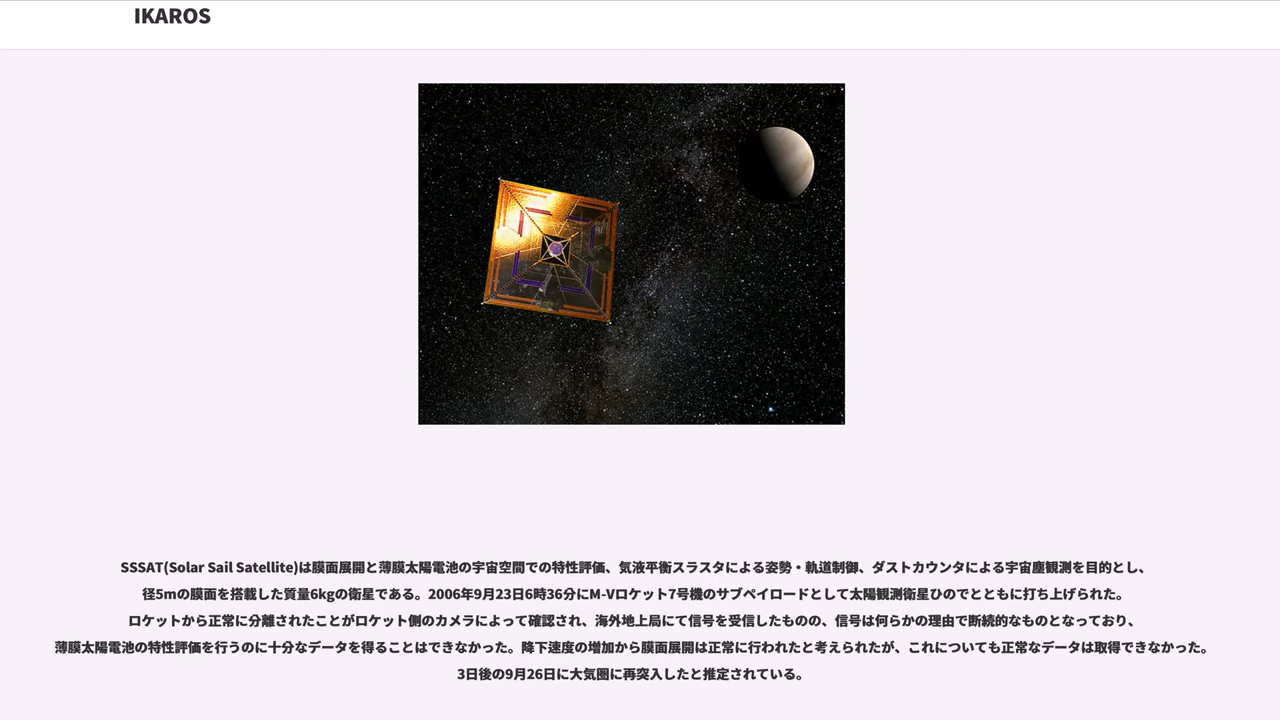 IKAROS
SSSAT(Solar Sail Satellite)は膜面展開と薄膜太陽電池の宇宙空間での特性評価、気液平衡スラスタによる姿勢・軌道制御、ダストカウンタによる宇宙塵観測を目的とし、
径5mの膜面を搭載した質量6kgの衛星である。2006年9月23日6時36分にM-Vロケット7号機のサブペイロードとして太陽観測衛星ひのでとともに打ち上げられた。
ロケットから正常に分離されたことがロケット側のカメラによって確認され、海外地上局にて信号を受信したものの、信号は何らかの理由で断続的なものとなっており、
薄膜太陽電池の特性評価を行うのに十分なデータを得ることはできなかった。降下速度の増加から膜面展開は正常に行われたと考えられたが、これについても正常なデータは取得できなかった。
3日後の9月26日に大気圏に再突入したと推定されている。